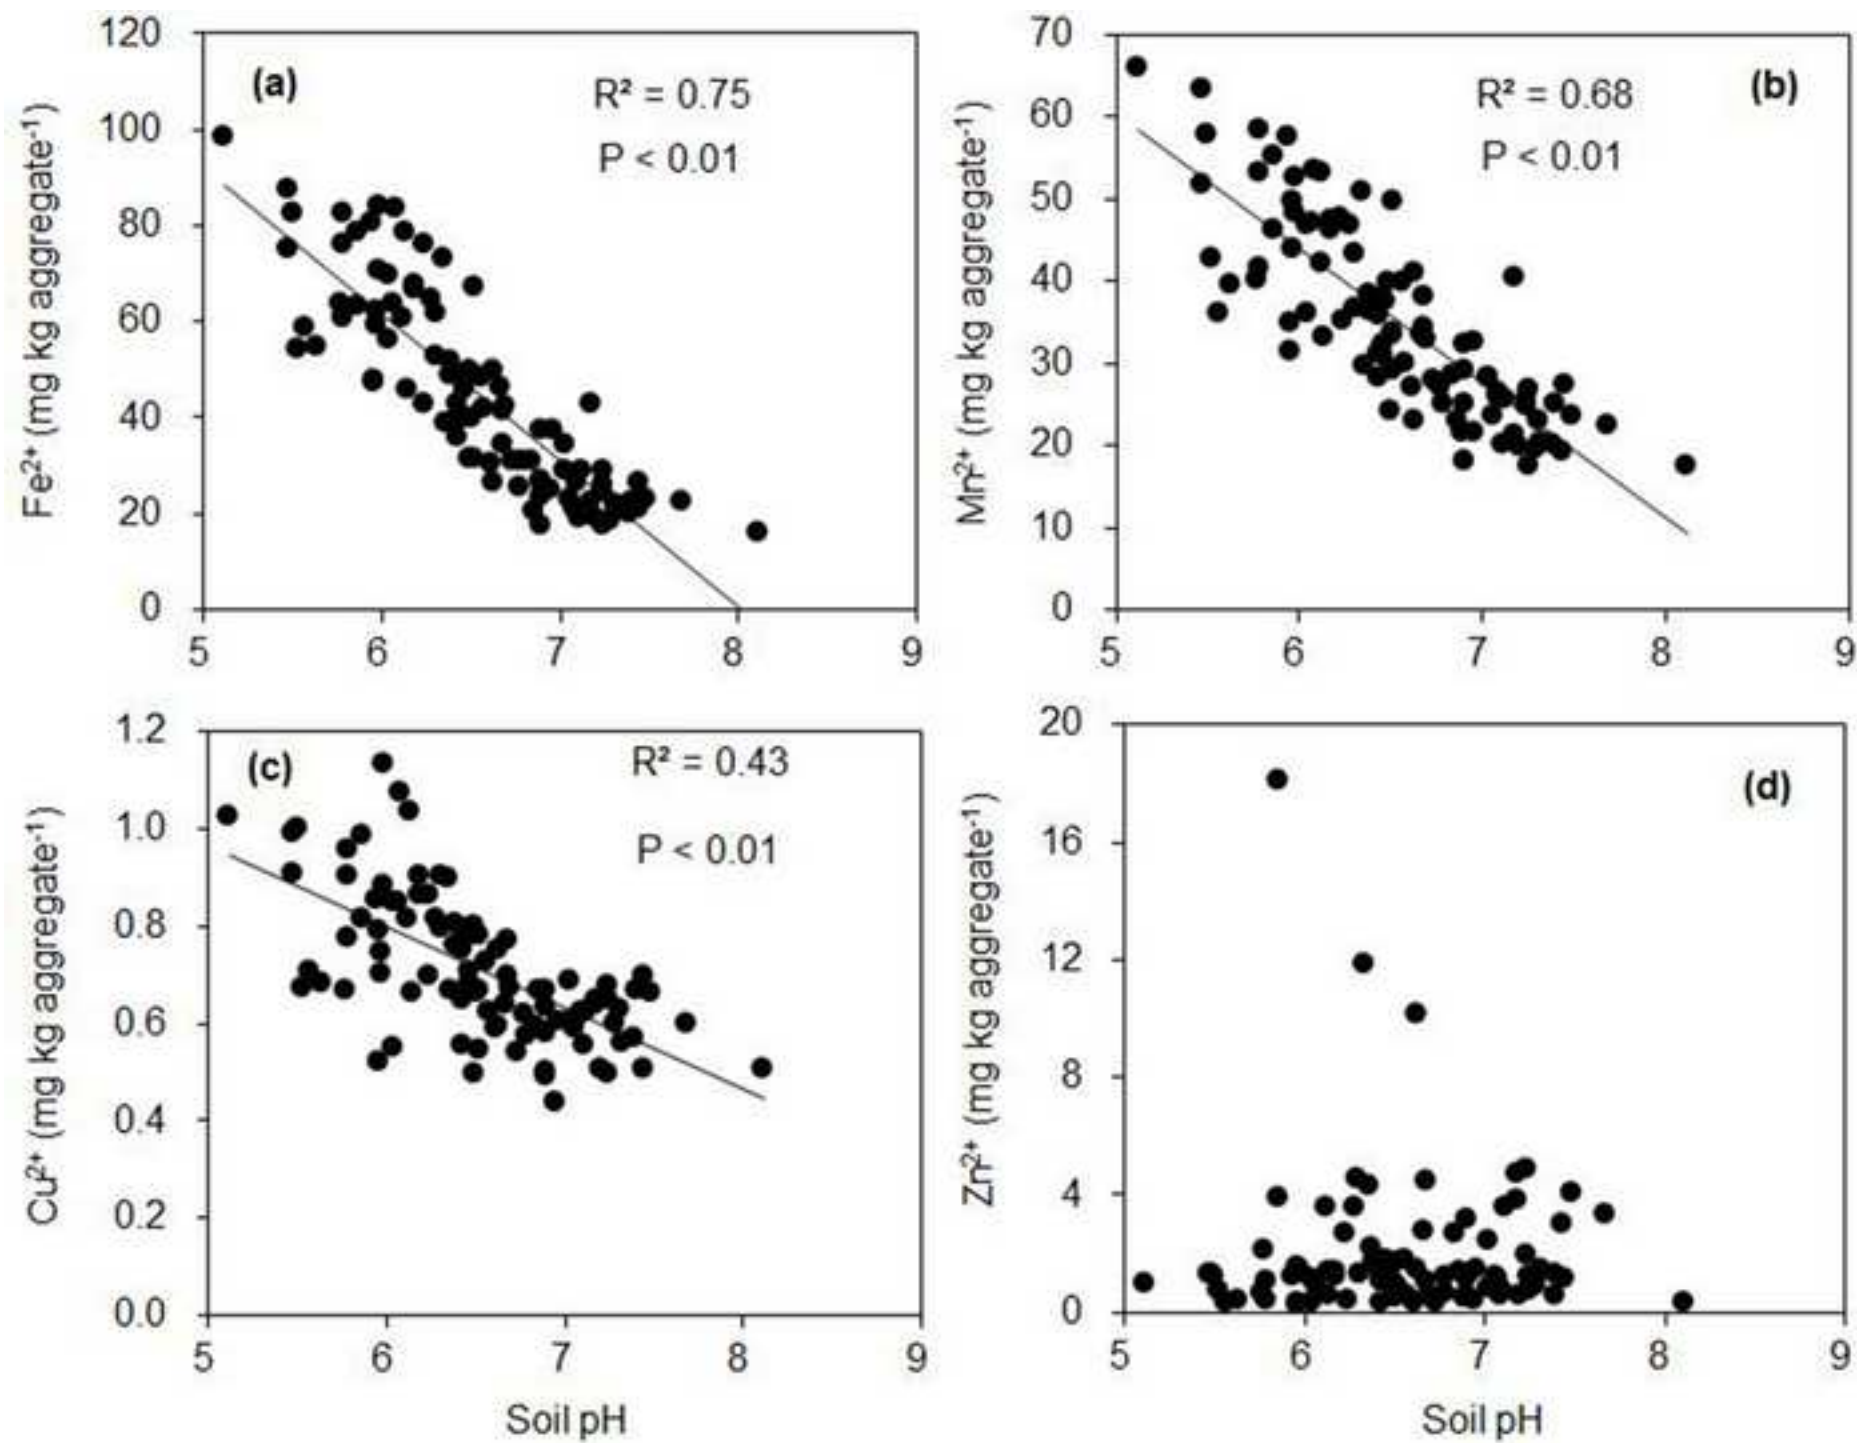 (a)
R² = 0.75
P < 0.01
Fe²⁺ (mg kg aggregate⁻¹)
120
100
80
60
40
20
0
5 6 7 8 9
(b)
R² = 0.68
P < 0.01
Mn²⁺ (mg kg aggregate⁻¹)
70
60
50
40
30
20
10
0
5 6 7 8 9
(c)
R² = 0.43
P < 0.01
Cu²⁺ (mg kg aggregate⁻¹)
1.2
1.0
0.8
0.6
0.4
0.2
0.0
5 6 7 8 9
Soil pH
(d)
Zn²⁺ (mg kg aggregate⁻¹)
20
16
12
8
4
0
5 6 7 8 9
Soil pH